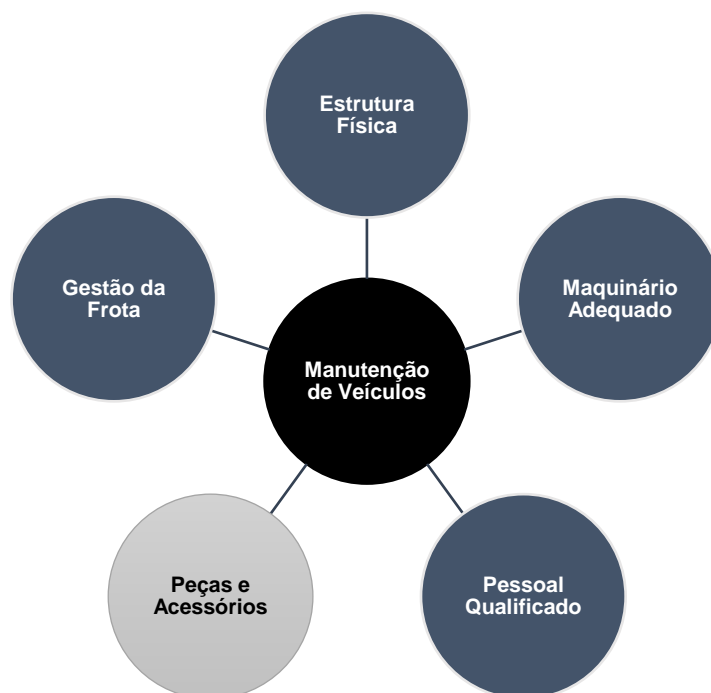 Estrutura
Física
Gestão da
Frota
Maquinário
Adequado
Manutenção
de Veículos
Peças e
Acessórios
Pessoal
Qualificado